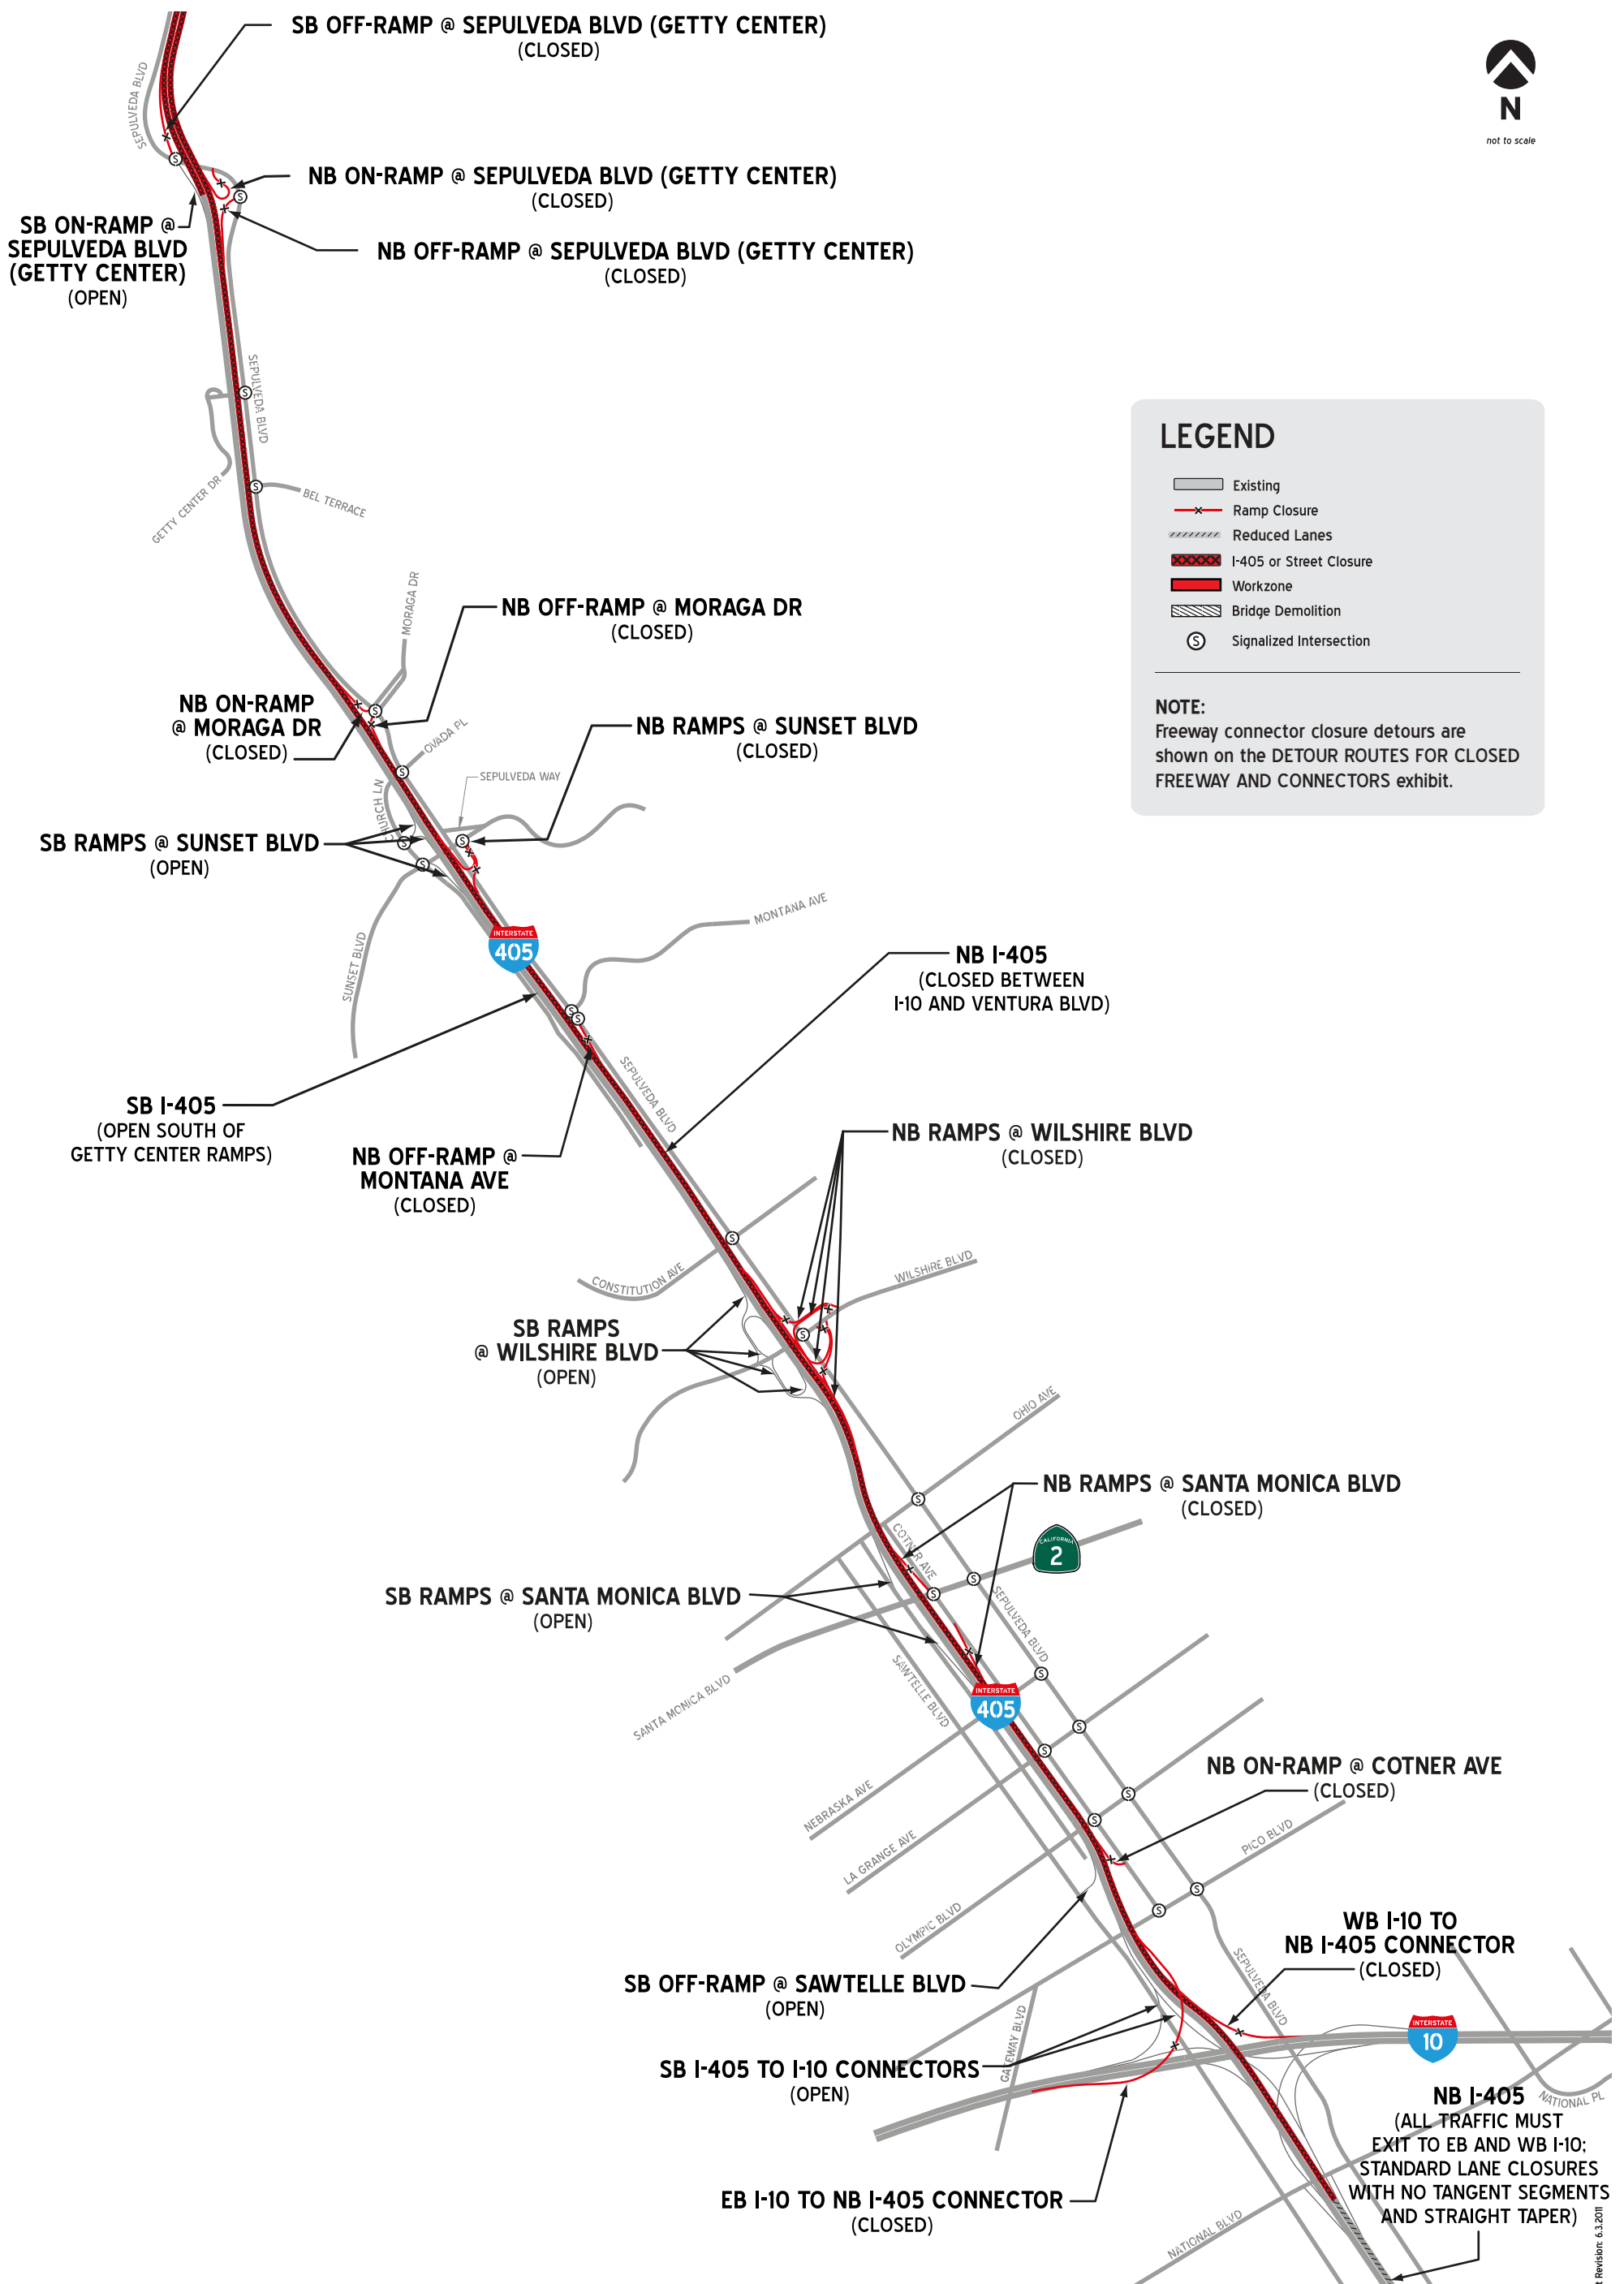 SB OFF-RAMP @ SEPULVEDA BLVD (GETTY CENTER)
(CLOSED)
N
not to scale
SEPULVEDA BLVD
NB ON-RAMP @ SEPULVEDA BLVD (GETTY CENTER)
(CLOSED)
S
S
SB ON-RAMP @
SEPULVEDA BLVD
(GETTY CENTER)
(OPEN)
NB OFF-RAMP @ SEPULVEDA BLVD (GETTY CENTER)
(CLOSED)
SEPULVEDA BLVD
S
GETTY CENTER DR
S
BEL TERRACE
LEGEND
Existing
Ramp Closure
Reduced Lanes
I-405 or Street Closure
Workzone
Bridge Demolition
S
Signalized Intersection
NOTE:
Freeway connector closure detours are
shown on the DETOUR ROUTES FOR CLOSED
FREEWAY AND CONNECTORS exhibit.
MORAGA DR
NB OFF-RAMP @ MORAGA DR
(CLOSED)
NB ON-RAMP
@ MORAGA DR
(CLOSED)
S
OVADA PL
S
NB RAMPS @ SUNSET BLVD
(CLOSED)
SEPULVEDA WAY
CHURCH LN
SB RAMPS @ SUNSET BLVD
(OPEN)
S
S
S
SUNSET BLVD
MONTANA AVE
INTERSTATE
405
NB I-405
(CLOSED BETWEEN
I-10 AND VENTURA BLVD)
S
S
SB I-405
(OPEN SOUTH OF
GETTY CENTER RAMPS)
SEPULVEDA BLVD
NB OFF-RAMP @
MONTANA AVE
(CLOSED)
NB RAMPS @ WILSHIRE BLVD
(CLOSED)
S
CONSTITUTION AVE
WILSHIRE BLVD
SB RAMPS
@ WILSHIRE BLVD
(OPEN)
S
OHIO AVE
NB RAMPS @ SANTA MONICA BLVD
(CLOSED)
S
COTNER AVE
CALIFORNIA
2
SB RAMPS @ SANTA MONICA BLVD
(OPEN)
S
S
SEPULVEDA BLVD
SANTA MONICA BLVD
SAWTELLE BLVD
S
INTERSTATE
405
S
S
NEBRASKA AVE
NB ON-RAMP @ COTNER AVE
(CLOSED)
S
S
LA GRANGE AVE
PICO BLVD
OLYMPIC BLVD
S
S
WB I-10 TO
NB I-405 CONNECTOR
(CLOSED)
SEPULVEDA BLVD
SB OFF-RAMP @ SAWTELLE BLVD
(OPEN)
GATEWAY BLVD
INTERSTATE
10
SB I-405 TO I-10 CONNECTORS
(OPEN)
NATIONAL PL
NB I-405
(ALL TRAFFIC MUST
EXIT TO EB AND WB I-10;
STANDARD LANE CLOSURES
WITH NO TANGENT SEGMENTS
AND STRAIGHT TAPER)
EB I-10 TO NB I-405 CONNECTOR
(CLOSED)
NATIONAL BLVD
Revision: 6.3.2011